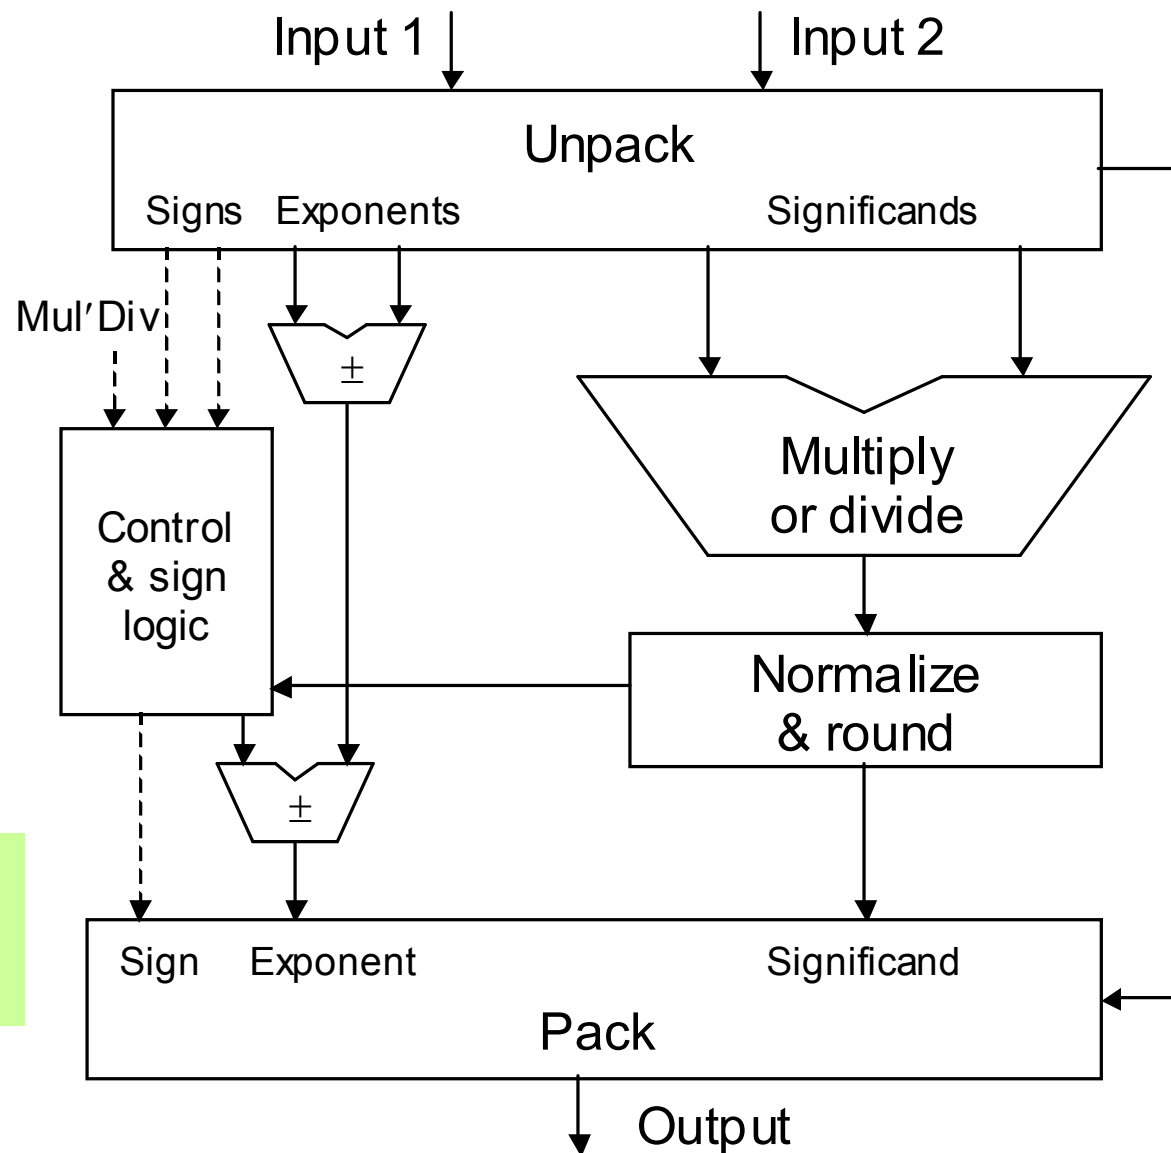 Input 1
Input 2
Unpack
Signs
Exponents
Significands
Mul′Div
±
Multiply
or divide
Control
& sign
logic
Normalize
& round
±
Sign
Exponent
Significand
Pack
Output